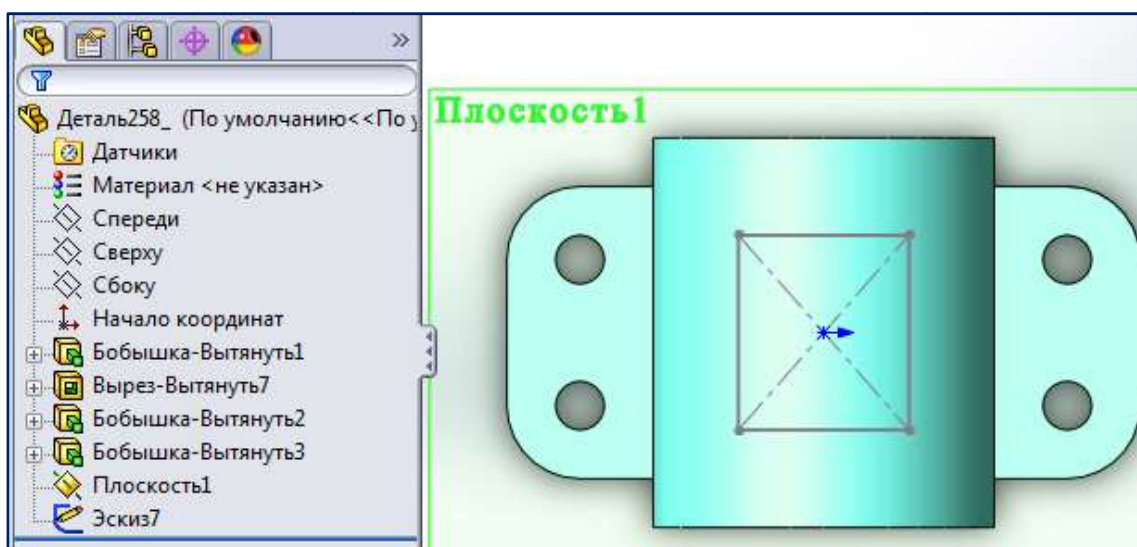 Деталь258_ (По умолчанию<<По у
Датчики
Материал <не указан>
Спереди
Сверху
Сбоку
Начало координат
Бобышка-Вытянуть1
Вырез-Вытянуть7
Бобышка-Вытянуть2
Бобышка-Вытянуть3
Плоскость1
Эскиз7
Плоскость1